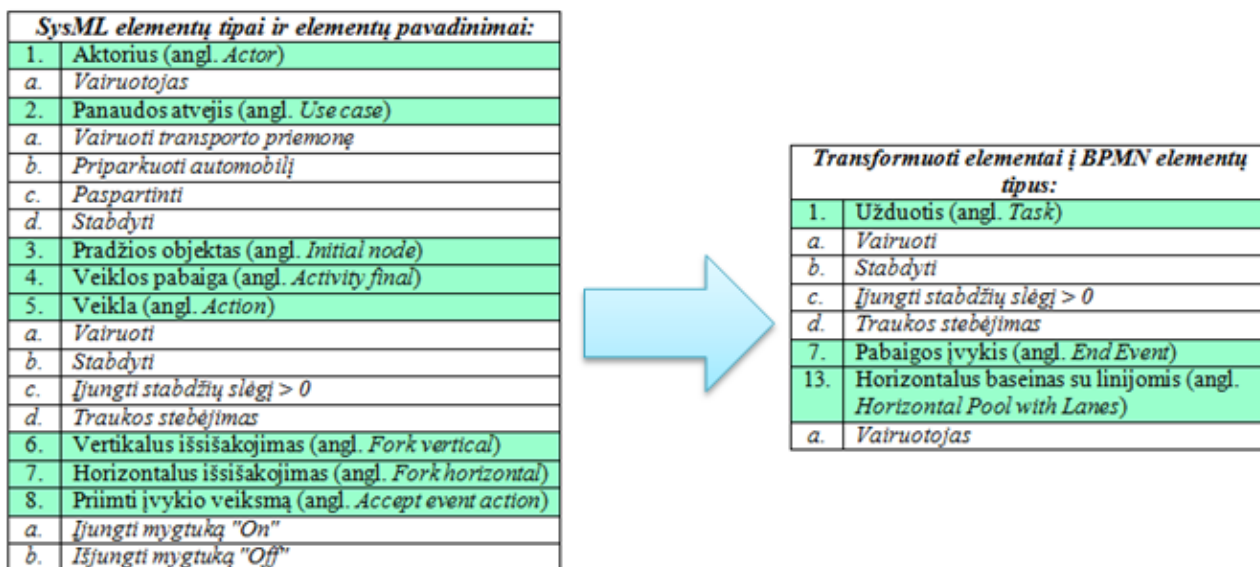 SysML elementų tipai ir elementų pavadinimai:
1. Aktorius (angl. Actor)
a. Vairuotojas
2. Panaudos atvejis (angl. Use case)
a. Vairuoti transporto priemonę
b. Priparkuoti automobilį
c. Paspartinti
d. Stabdyti
3. Pradžios objektas (angl. Initial node)
4. Veiklos pabaiga (angl. Activity final)
5. Veikla (angl. Action)
a. Vairuoti
b. Stabdyti
c. Įjungti stabdžių slėgį > 0
d. Traukos stebėjimas
6. Vertikalus išsišakojimas (angl. Fork vertical)
7. Horizontalus išsišakojimas (angl. Fork horizontal)
8. Priimti įvykio veiksmą (angl. Accept event action)
a. Įjungti mygtuką "On"
b. Išjungti mygtuką "Off"
Transformuoti elementai į BPMN elementų
tipus:
1. Užduotis (angl. Task)
a. Vairuoti
b. Stabdyti
c. Įjungti stabdžių slėgį > 0
d. Traukos stebėjimas
7. Pabaigos įvykis (angl. End Event)
13. Horizontalus baseinas su linijomis (angl.
Horizontal Pool with Lanes)
a. Vairuotojas